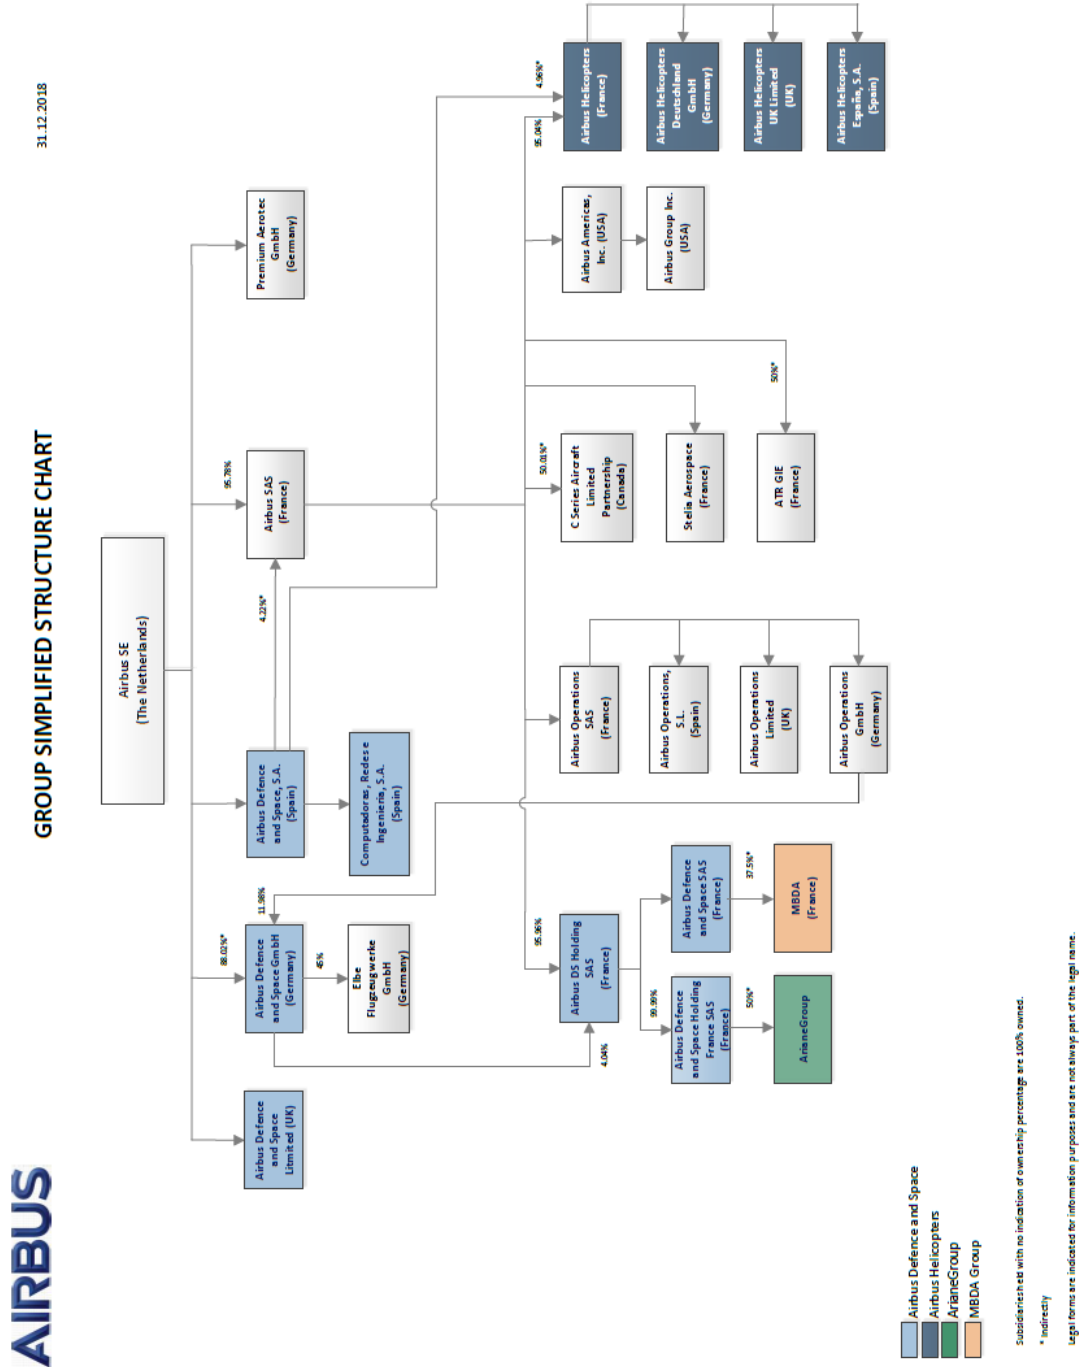 AIRBUS
GROUP SIMPLIFIED STRUCTURE CHART
31.12.2018
Airbus SE
(The Netherlands)
88.02%*
95.78%
Airbus Defence
and Space
Litmited (UK)
Airbus Defence
and Space GmbH
(Germany)
11.98%
Airbus Defence
and Space, S.A.
(Spain)
4.22%*
Airbus SAS
(France)
Premium Aerotec
GmbH
(Germany)
45%
Elbe
Flugzeugwerke
GmbH
(Germany)
Computadoras, Redes e
Ingenieria, S.A.
(Spain)
4.04%
95.96%
50.01%*
95.04%
4.96%*
Airbus DS Holding
SAS
(France)
Airbus Operations
SAS
(France)
C Series Aircraft
Limited
Partnership
(Canada)
Airbus Americas,
Inc. (USA)
Airbus Helicopters
(France)
99.99%
Airbus Defence
and Space Holding
France SAS
(France)
Airbus Defence
and Space SAS
(France)
Airbus Operations,
S.L.
(Spain)
Stelia Aerospace
(France)
Airbus Group Inc.
(USA)
Airbus Helicopters
Deutschland
GmbH
(Germany)
50%*
37.5%*
50%*
ArianeGroup
MBDA
(France)
Airbus Operations
Limited
(UK)
ATR GIE
(France)
Airbus Helicopters
UK Limited
(UK)
Airbus Operations
GmbH
(Germany)
Airbus Helicopters
España, S.A.
(Spain)
Airbus Defence and Space
Airbus Helicopters
ArianeGroup
MBDA Group
Subsidiaries held with no indication of ownership percentage are 100% owned.
* Indirectly
Legal forms are indicated for information purposes and are not always part of the legal name.